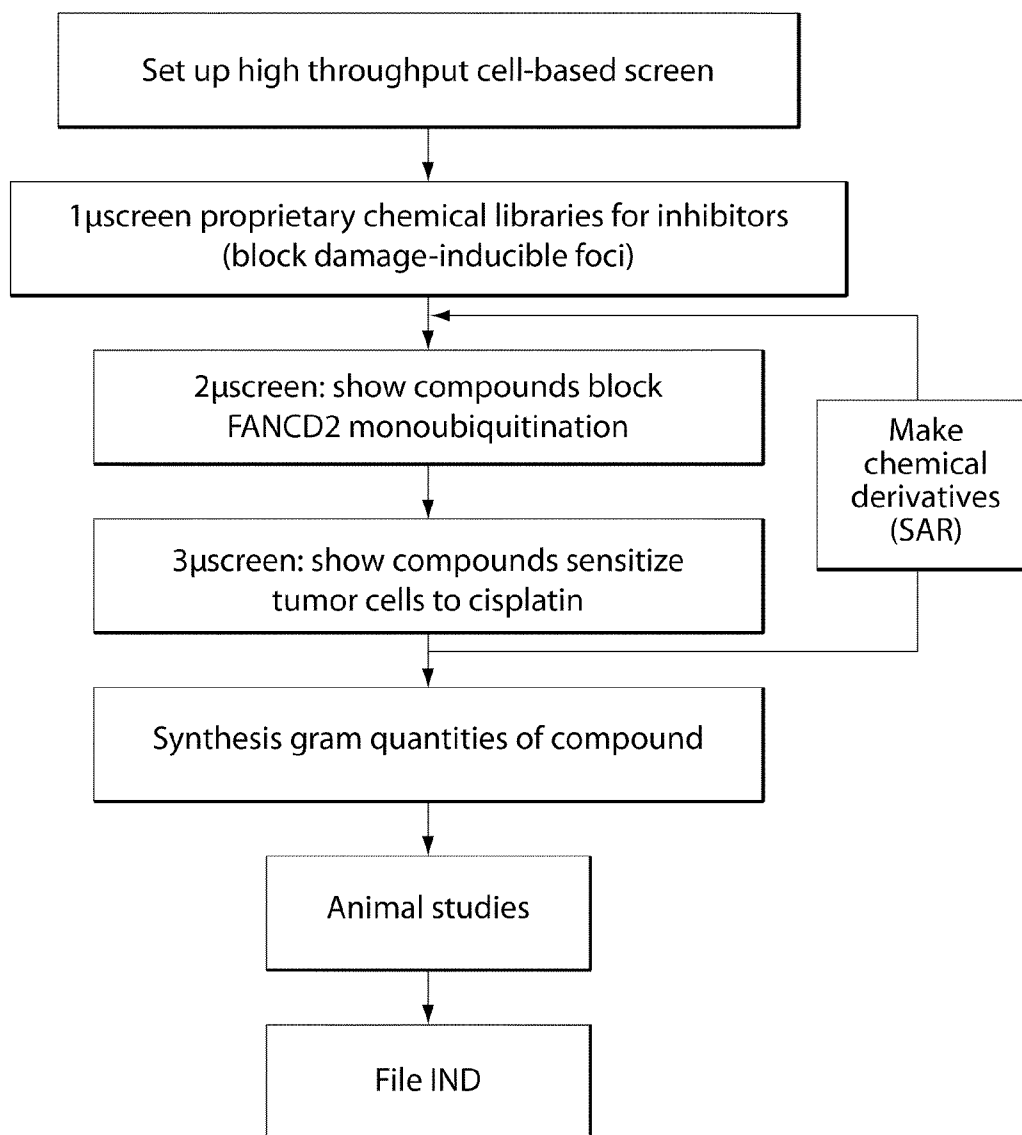 Set up high throughput cell-based screen
1µscreen proprietary chemical libraries for inhibitors
(block damage-inducible foci)
2µscreen: show compounds block
FANCD2 monoubiquitination
Make
chemical
derivatives
(SAR)
3µscreen: show compounds sensitize
tumor cells to cisplatin
Synthesis gram quantities of compound
Animal studies
File IND